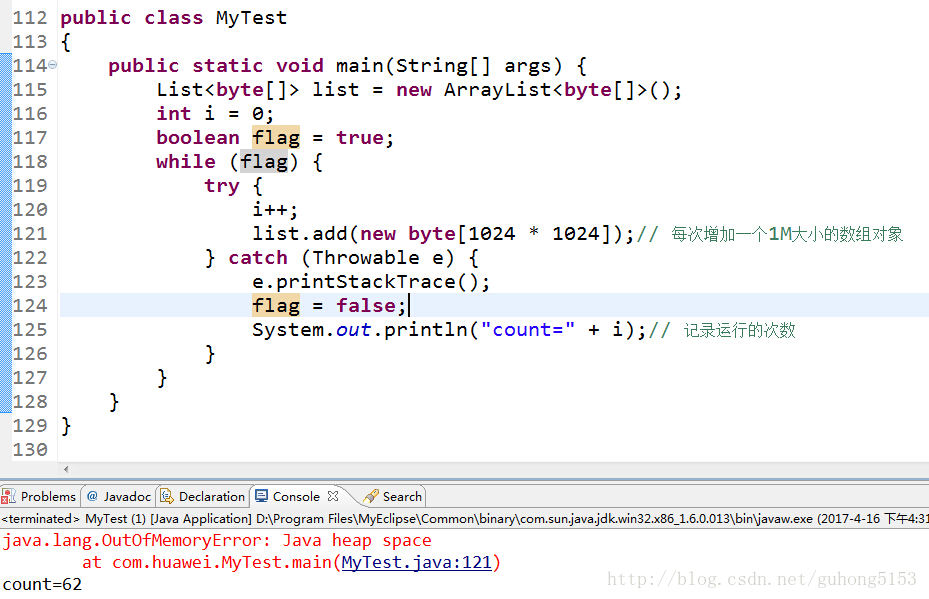 112 public class MyTest
113 {
114 public static void main(String[] args) {
115 List<byte[]> list = new ArrayList<byte[]>();
116 int i = 0;
117 boolean flag = true;
118 while (flag) {
119 try {
120 i++;
121 list.add(new byte[1024 * 1024]);// 每次增加一个1M大小的数组对象
122 } catch (Throwable e) {
123 e.printStackTrace();
124 flag = false;
125 System.out.println("count=" + i);// 记录运行的次数
126 }
127 }
128 }
129 }
130
Problems @ Javadoc Declaration Console Search
<terminated> MyTest (1) [Java Application] D:\Program Files\MyEclipse\Common\binary\com.sun.java.jdk.win32.x86_1.6.0.013\bin\javaw.exe (2017-4-16 下午4:31
java.lang.OutOfMemoryError: Java heap space
at com.huawei.MyTest.main(MyTest.java:121)
count=62
http://blog.csdn.net/guhong5153